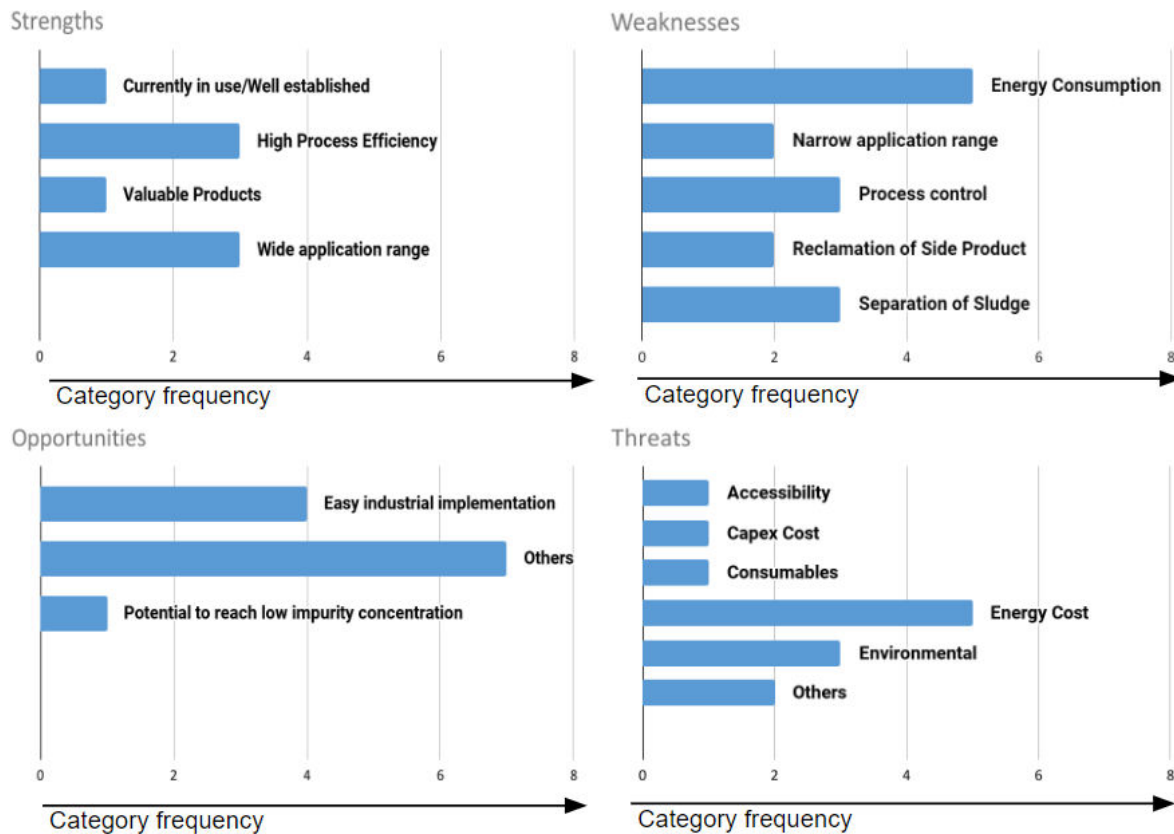 Strengths
Currently in use/Well established
High Process Efficiency
Valuable Products
Wide application range
0 2 4 6 8
Category frequency
Weaknesses
Energy Consumption
Narrow application range
Process control
Reclamation of Side Product
Separation of Sludge
0 2 4 6 8
Category frequency
Opportunities
Easy industrial implementation
Others
Potential to reach low impurity concentration
0 2 4 6 8
Category frequency
Threats
Accessibility
Capex Cost
Consumables
Energy Cost
Environmental
Others
0 2 4 6 8
Category frequency